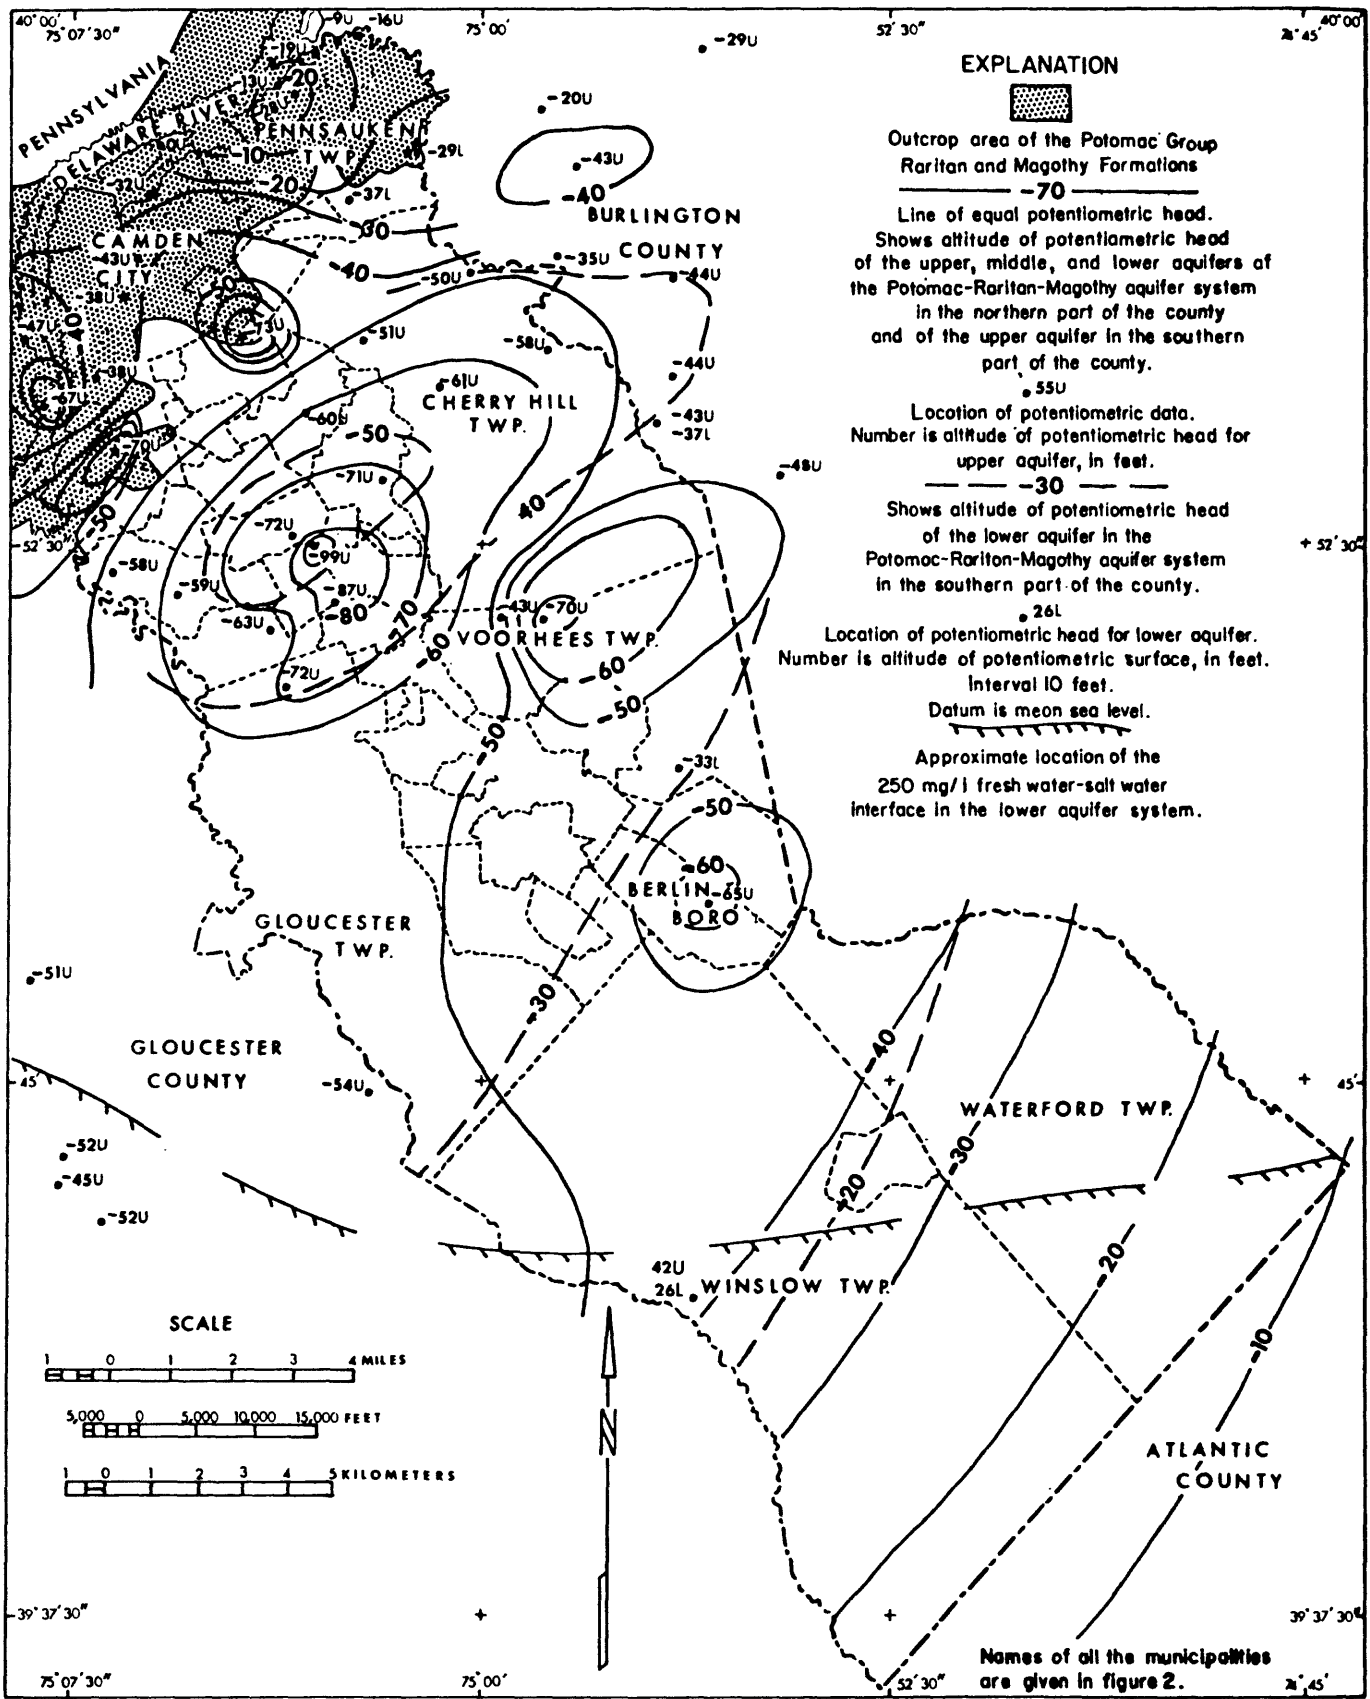 40°00'
75°07'30"
75°00'
52'30"
45'
40°00'
-9U
-16U
-29U
-19U
-13U
-20
-20U
PENNSYLVANIA
DELAWARE RIVER
PENNSAUKEN
TWP.
-10
-29L
-43U
-20
-32U
-37L
-40
BURLINGTON
COUNTY
-30
CAMDEN
CITY
-43U
-40
-35U
-50U
-44U
-38U
-50
-73U
-47U
-40
-51U
-58U
-38U
-44U
-61U
CHERRY HILL
TWP.
-67U
-60U
-43U
-37L
-50
-70U
-48U
-71U
-40
-50
-72U
52'30"
-99U
-58U
-59U
-87U
-80
-43U
-70U
-63U
-70
VOORHEES TWP.
-60
-60
-72U
-50
-50
-33L
-50
-60
BERLIN
-65U
BORO
GLOUCESTER
TWP.
-51U
-30
-40
GLOUCESTER
COUNTY
45'
-54U
45'
WATERFORD TWP.
-52U
-45U
-30
-20
-52U
-20
42U
26L
WINSLOW TWP.
-10
ATLANTIC
COUNTY
EXPLANATION
Outcrop area of the Potomac Group
Raritan and Magothy Formations
-70
Line of equal potentiometric head.
Shows altitude of potentiometric head
of the upper, middle, and lower aquifers of
the Potomac-Raritan-Magothy aquifer system
in the northern part of the county
and of the upper aquifer in the southern
part of the county.
55U
Location of potentiometric data.
Number is altitude of potentiometric head for
upper aquifer, in feet.
-30
Shows altitude of potentiometric head
of the lower aquifer in the
Potomac-Raritan-Magothy aquifer system
in the southern part of the county.
26L
Location of potentiometric head for lower aquifer.
Number is altitude of potentiometric surface, in feet.
Interval 10 feet.
Datum is mean sea level.
Approximate location of the
250 mg/l fresh water-salt water
interface in the lower aquifer system.
52'30"
SCALE
1 0 1 2 3 4 MILES
5,000 0 5,000 10,000 15,000 FEET
1 0 1 2 3 4 5 KILOMETERS
N
39°37'30"
39°37'30"
Names of all the municipalities
are given in figure 2.
75°07'30"
75°00'
52'30"
45'